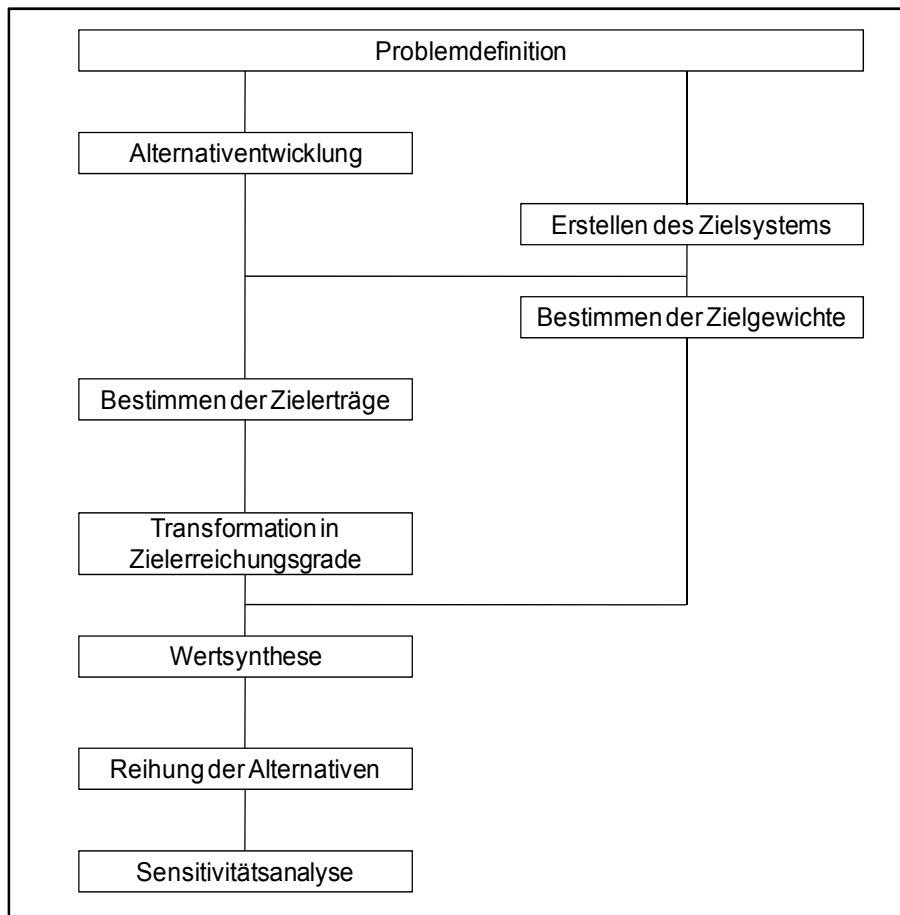 Problemdefinition
Alternativentwicklung
Erstellen des Zielsystems
Bestimmen der Zielgewichte
Bestimmen der Zielerträge
Transformation in
Zielerreichungsgrade
Wertsynthese
Reihung der Alternativen
Sensitivitätsanalyse